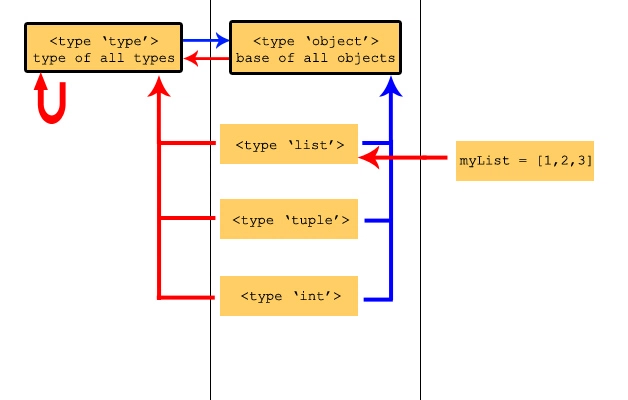 <type ‘type’>
type of all types
<type ‘object’>
base of all objects
<type ‘list’>
myList = [1,2,3]
<type ‘tuple’>
<type ‘int’>